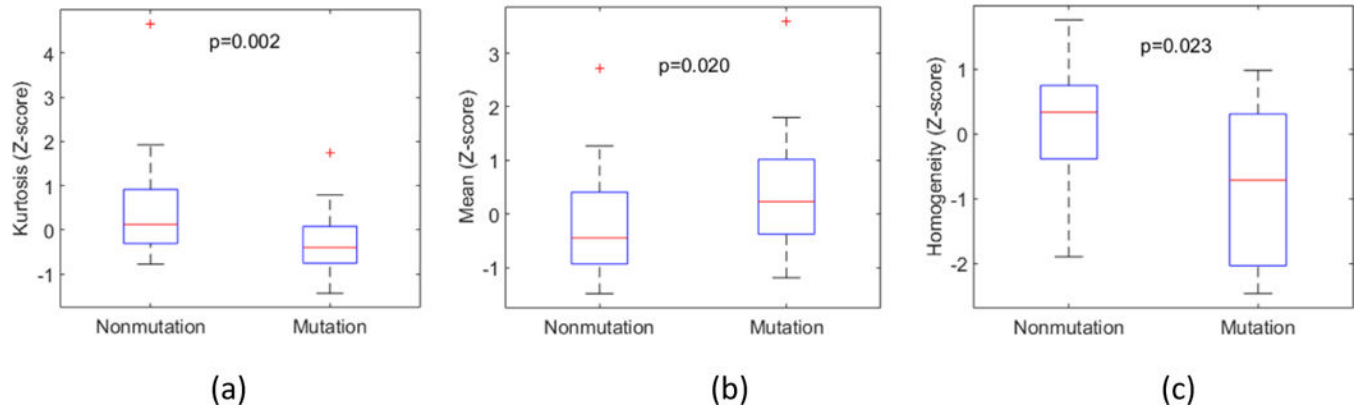 Kurtosis (Z-score)
4
3
2
1
0
-1
p=0.002
Nonmutation
Mutation
(a)
Mean (Z-score)
3
2
1
0
-1
p=0.020
Nonmutation
Mutation
(b)
Homogeneity (Z-score)
1
0
-1
-2
p=0.023
Nonmutation
Mutation
(c)